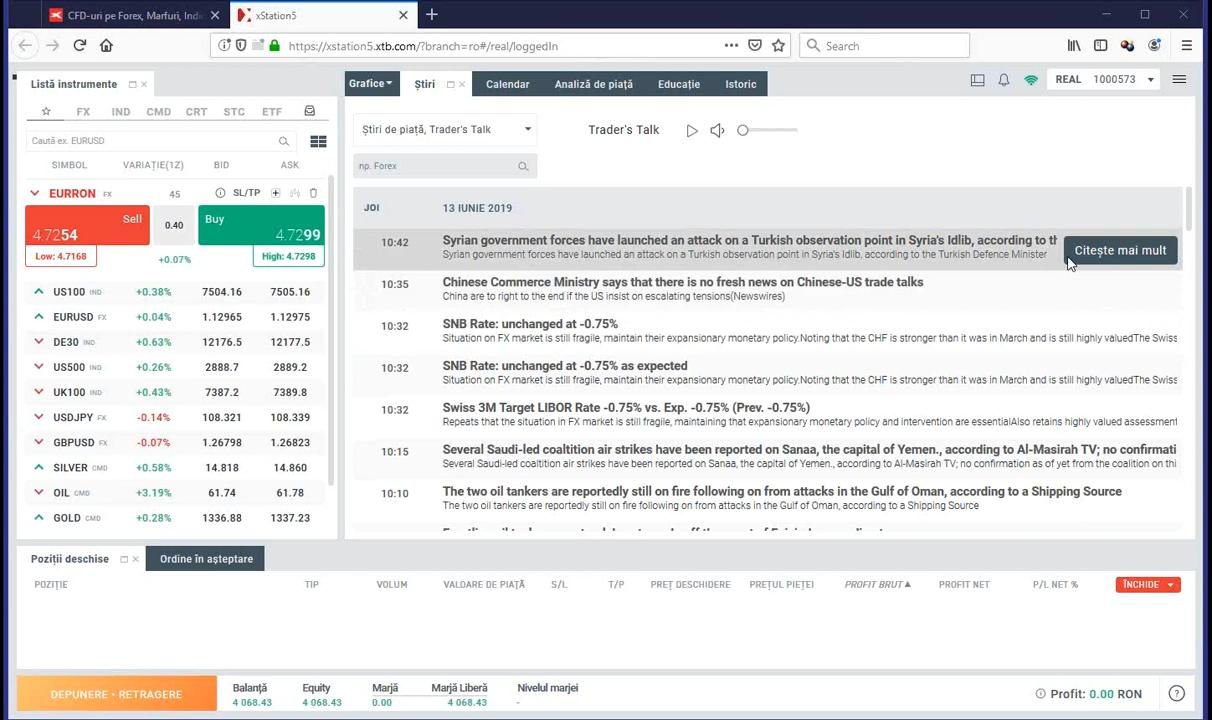 CFD-uri pe Forex, Marfuri, Indi
xStation5
https://xstation5.xtb.com/?branch=ro#/real/loggedIn
Search
Listă instrumente
Grafice
Știri
Calendar
Analiză de piață
Educație
Istoric
REAL 1000573
FX IND CMD CRT STC ETF
Caută ex. EURUSD
SIMBOL VARIAȚIE(1Z) BID ASK
EURRON FX 45 SL/TP
Sell
4.7254
Low: 4.7168
0.40
+0.07%
Buy
4.7299
High: 4.7298
US100 IND +0.38% 7504.16 7505.16
EURUSD FX +0.04% 1.12965 1.12975
DE30 IND +0.63% 12176.5 12177.5
US500 IND +0.26% 2888.7 2889.2
UK100 IND +0.43% 7387.2 7389.8
USDJPY FX -0.14% 108.321 108.339
GBPUSD FX -0.07% 1.26798 1.26823
SILVER CMD +0.58% 14.818 14.860
OIL CMD +3.19% 61.74 61.78
GOLD CMD +0.28% 1336.88 1337.23
Știri de piață, Trader's Talk
Trader's Talk
np. Forex
JOI 13 IUNIE 2019
10:42 Syrian government forces have launched an attack on a Turkish observation point in Syria's Idlib, according to th
Syrian government forces have launched an attack on a Turkish observation point in Syria's Idlib, according to the Turkish Defence Minister
Citește mai mult
10:35 Chinese Commerce Ministry says that there is no fresh news on Chinese-US trade talks
China are to right to the end if the US insist on escalating tensions(Newswires)
10:32 SNB Rate: unchanged at -0.75%
Situation on FX market is still fragile, maintain their expansionary monetary policy.Noting that the CHF is stronger than it was in March and is still highly valuedThe Swiss
10:32 SNB Rate: unchanged at -0.75% as expected
Situation on FX market is still fragile, maintain their expansionary monetary policy.Noting that the CHF is stronger than it was in March and is still highly valuedThe Swiss
10:32 Swiss 3M Target LIBOR Rate -0.75% vs. Exp. -0.75% (Prev. -0.75%)
Repeats that the situation in FX market is still fragile, maintaining that expansionary monetary policy and intervention are essentialAlso retains highly valued assessment
10:15 Several Saudi-led coaltition air strikes have been reported on Sanaa, the capital of Yemen., according to Al-Masirah TV; no confirmati
Several Saudi-led coaltition air strikes have been reported on Sanaa, the capital of Yemen., according to Al-Masirah TV; no confirmation as of yet from the coalition on thi
10:10 The two oil tankers are reportedly still on fire following on from attacks in the Gulf of Oman, according to a Shipping Source
The two oil tankers are reportedly still on fire following on from attacks in the Gulf of Oman, according to a Shipping Source
Poziții deschise
Ordine în așteptare
POZIȚIE TIP VOLUM VALOARE DE PIAȚĂ S/L T/P PREȚ DESCHIDERE PREȚUL PIEȚEI PROFIT BRUT PROFIT NET P/L NET % ÎNCHIDE
DEPUNERE • RETRAGERE
Balanță Equity Marjă Marjă Liberă Nivelul marjei
4 068.43 4 068.43 0.00 4 068.43 -
Profit: 0.00 RON